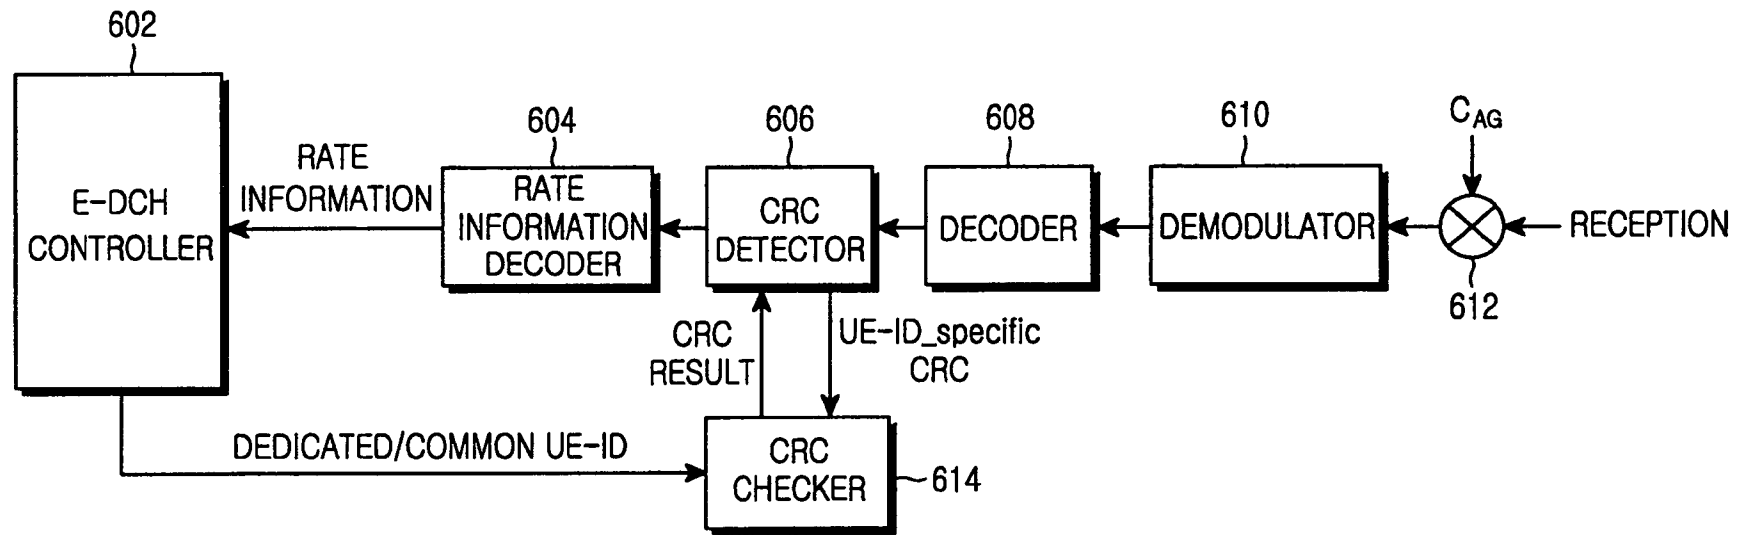 602
604
606
608
610
C_AG
RATE
INFORMATION
E-DCH
CONTROLLER
RATE
INFORMATION
DECODER
CRC
DETECTOR
DECODER
DEMODULATOR
RECEPTION
612
CRC
RESULT
UE-ID_specific
CRC
DEDICATED/COMMON UE-ID
CRC
CHECKER
614